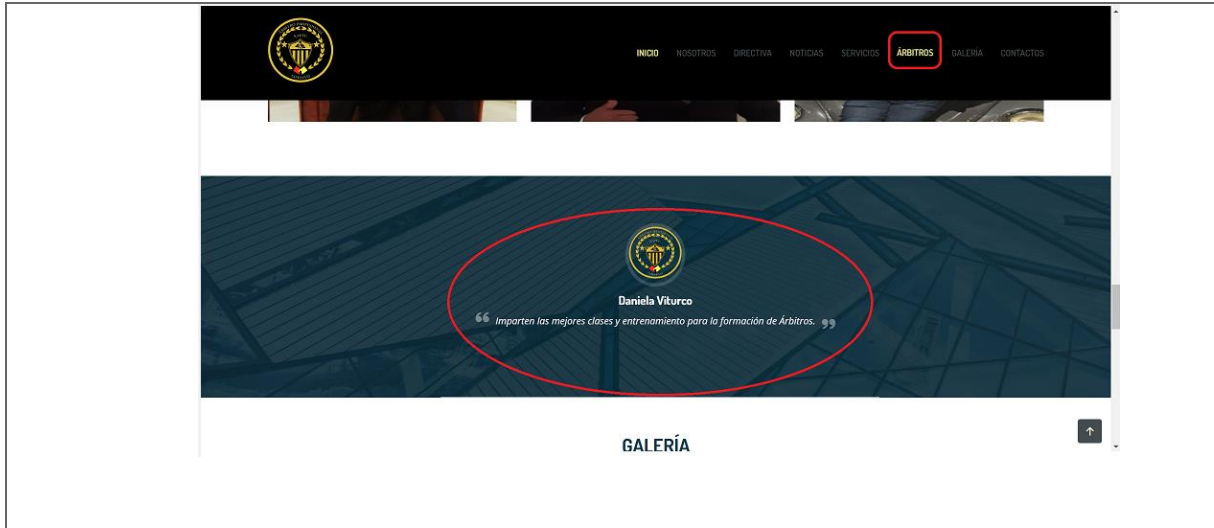 INICIO NOSOTROS DIRECTIVA NOTICIAS SERVICIOS ÁRBITROS GALERÍA CONTACTOS
Daniela Viturco
“ Imparten las mejores clases y entrenamiento para la formación de Árbitros. ”
GALERÍA